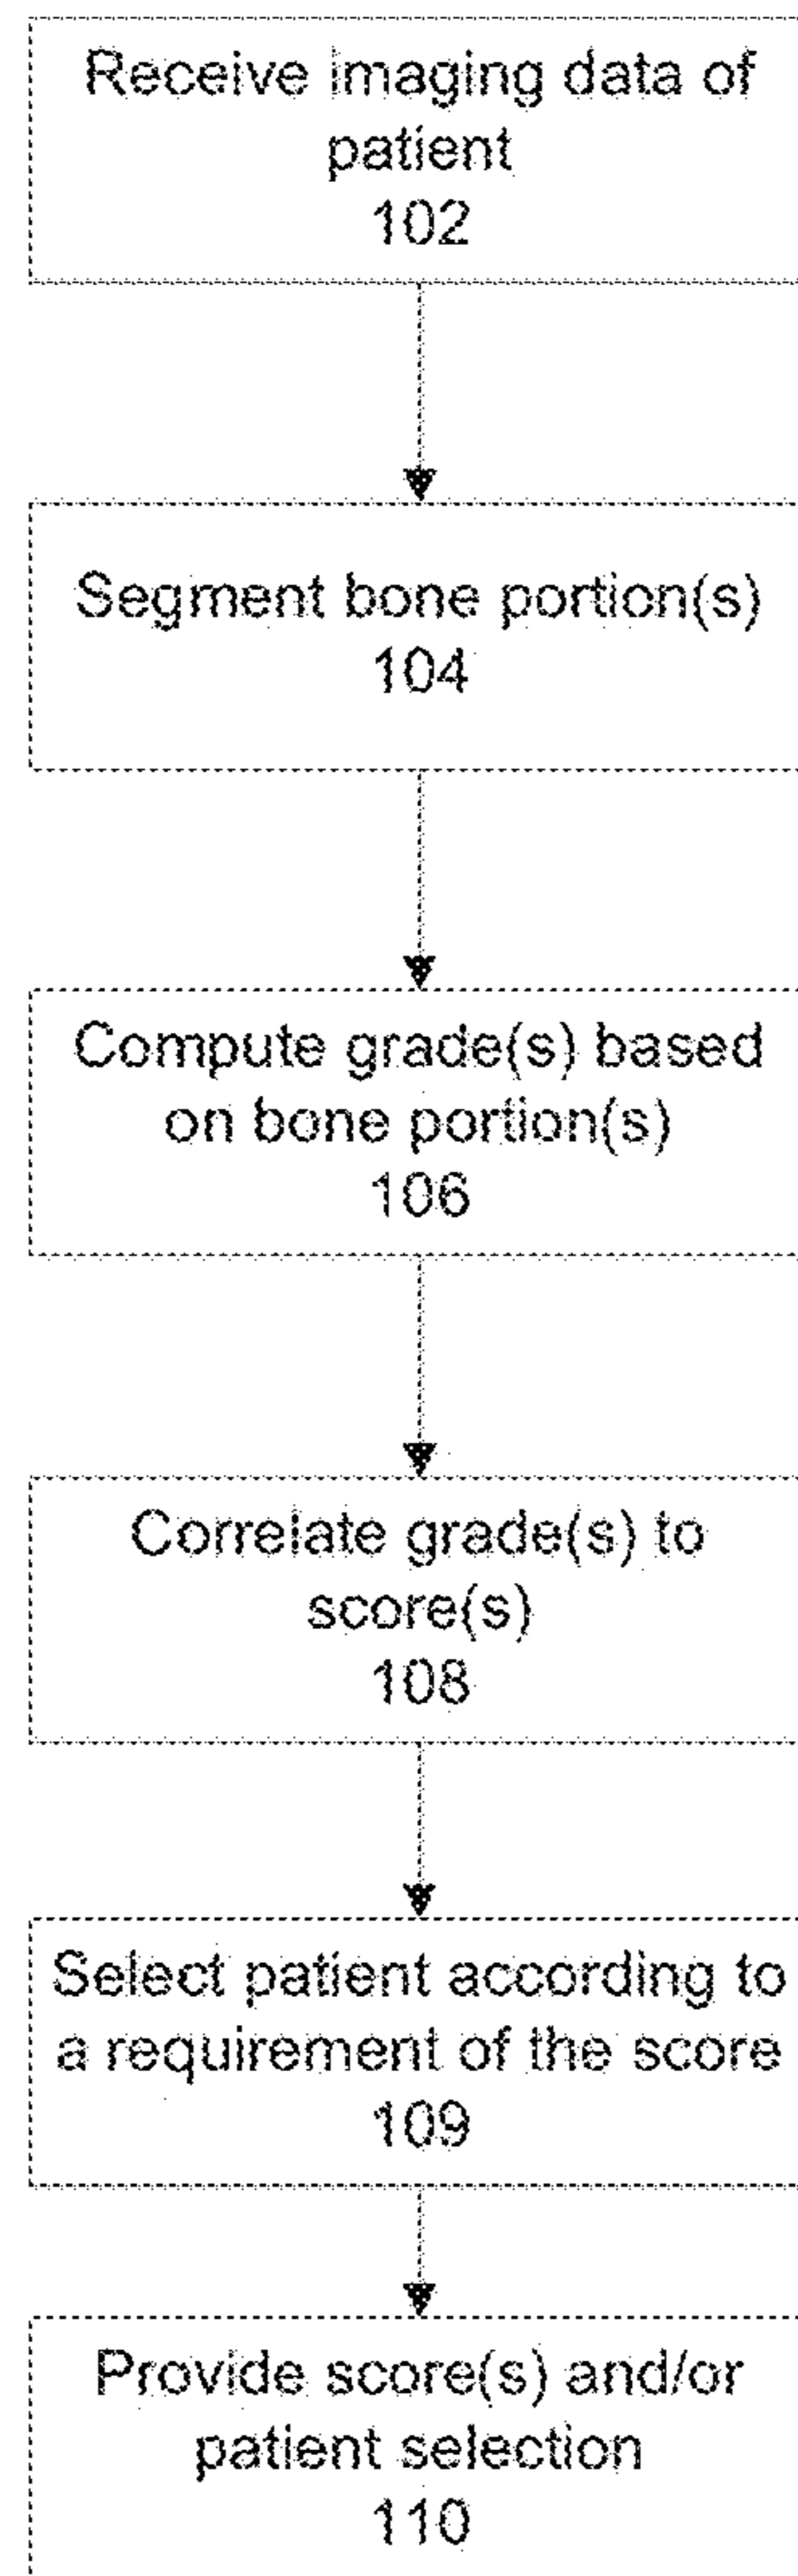 Receive imaging data of
patient
102
Segment bone portion(s)
104
Compute grade(s) based
on bone portion(s)
106
Correlate grade(s) to
score(s)
108
Select patient according to
a requirement of the score
109
Provide score(s) and/or
patient selection
110